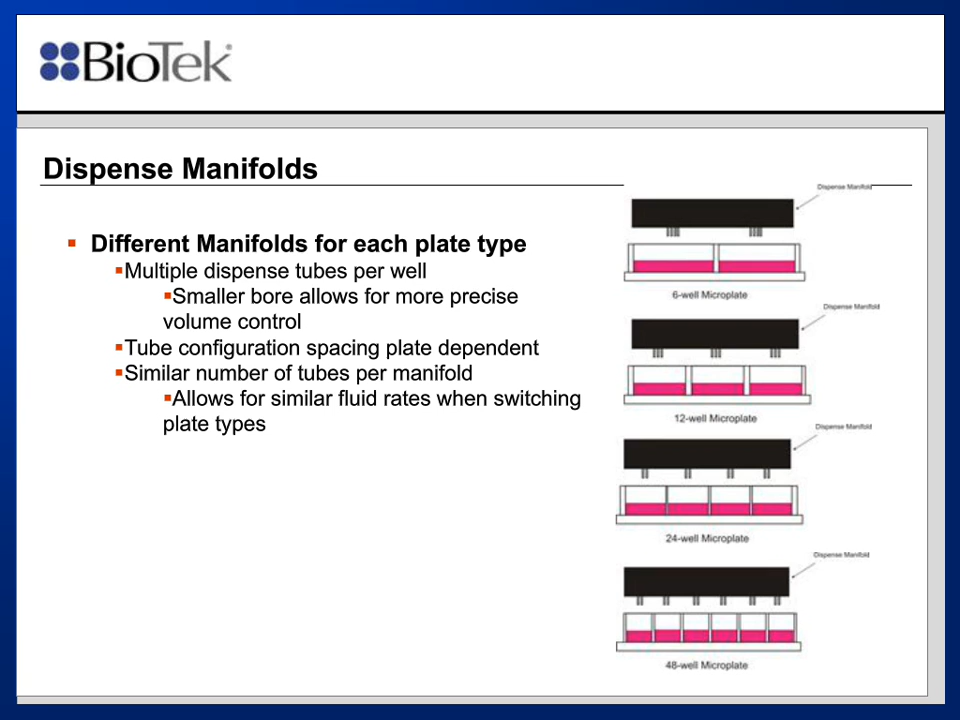 BioTek®
Dispense Manifolds
▪ Different Manifolds for each plate type
▪Multiple dispense tubes per well
▪Smaller bore allows for more precise
volume control
▪Tube configuration spacing plate dependent
▪Similar number of tubes per manifold
▪Allows for similar fluid rates when switching
plate types
Dispense Manifold
6-well Microplate
Dispense Manifold
12-well Microplate
Dispense Manifold
24-well Microplate
Dispense Manifold
48-well Microplate